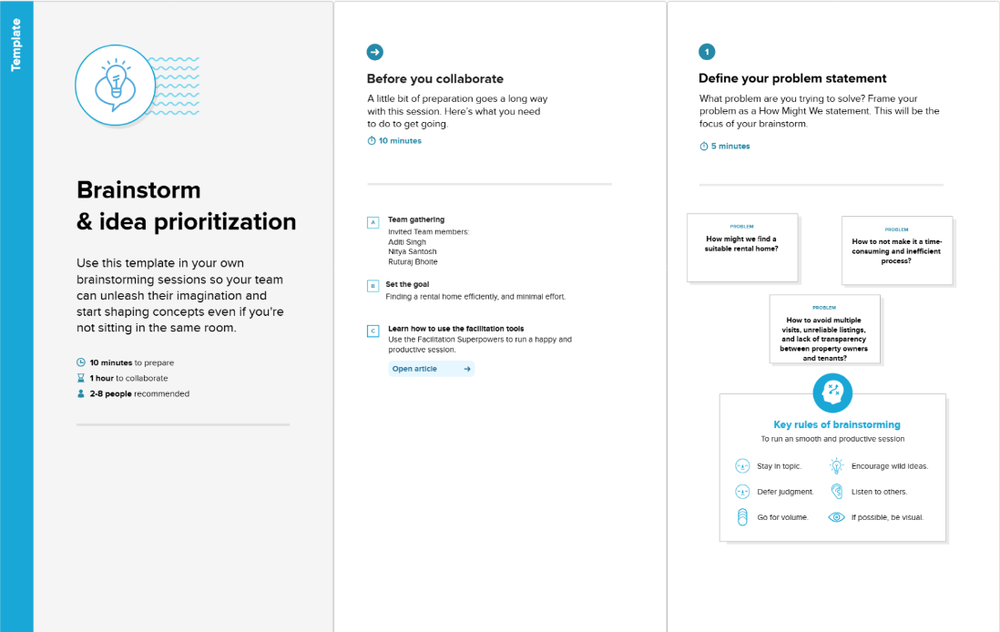 Template
Brainstorm
& idea prioritization
Use this template in your own
brainstorming sessions so your team
can unleash their imagination and
start shaping concepts even if you're
not sitting in the same room.
10 minutes to prepare
1 hour to collaborate
2-8 people recommended
Before you collaborate
A little bit of preparation goes a long way
with this session. Here's what you need
to do to get going.
10 minutes
A
Team gathering
Invited Team members:
Aditi Singh
Nitya Santosh
Ruturaj Bhoite
B
Set the goal
Finding a rental home efficiently, and minimal effort.
C
Learn how to use the facilitation tools
Use the Facilitation Superpowers to run a happy and
productive session.
Open article
1
Define your problem statement
What problem are you trying to solve? Frame your
problem as a How Might We statement. This will be the
focus of your brainstorm.
5 minutes
PROBLEM
How might we find a
suitable rental home?
PROBLEM
How to not make it a time-
consuming and inefficient
process?
PROBLEM
How to avoid multiple
visits, unreliable listings,
and lack of transparency
between property owners
and tenants?
Key rules of brainstorming
To run an smooth and productive session
Stay in topic.
Encourage wild ideas.
Defer judgment.
Listen to others.
Go for volume.
If possible, be visual.